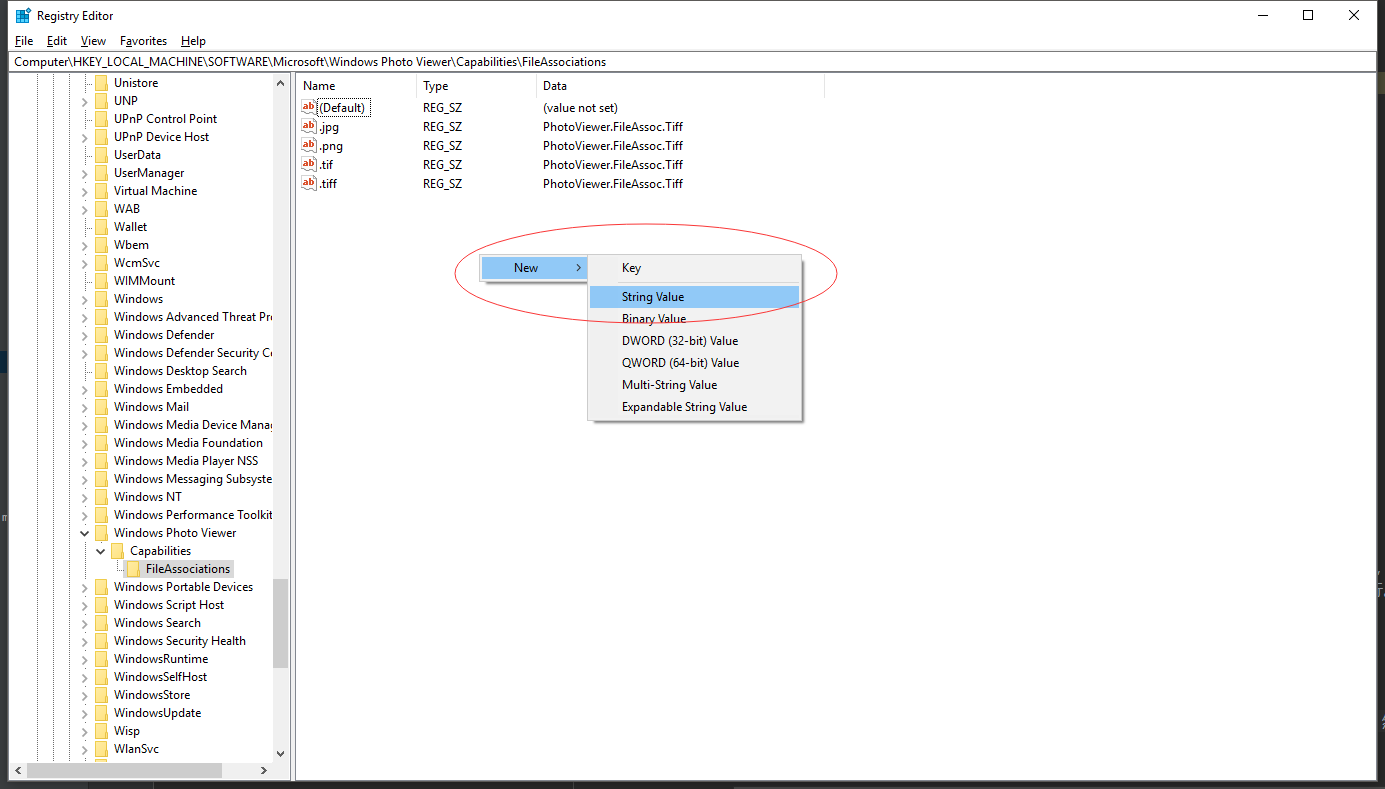 Registry Editor
File Edit View Favorites Help
Computer\HKEY_LOCAL_MACHINE\SOFTWARE\Microsoft\Windows Photo Viewer\Capabilities\FileAssociations
Unistore
UNP
UPnP Control Point
UPnP Device Host
UserData
UserManager
Virtual Machine
WAB
Wallet
Wbem
WcmSvc
WIMMount
Windows
Windows Advanced Threat Pr
Windows Defender
Windows Defender Security C
Windows Desktop Search
Windows Embedded
Windows Mail
Windows Media Device Mana
Windows Media Foundation
Windows Media Player NSS
Windows Messaging Subsyste
Windows NT
Windows Performance Toolkit
Windows Photo Viewer
Capabilities
FileAssociations
Windows Portable Devices
Windows Script Host
Windows Search
Windows Security Health
WindowsRuntime
WindowsSelfHost
WindowsStore
WindowsUpdate
Wisp
WlanSvc
Name Type Data
ab (Default) REG_SZ (value not set)
ab .jpg REG_SZ PhotoViewer.FileAssoc.Tiff
ab .png REG_SZ PhotoViewer.FileAssoc.Tiff
ab .tif REG_SZ PhotoViewer.FileAssoc.Tiff
ab .tiff REG_SZ PhotoViewer.FileAssoc.Tiff
New
Key
String Value
Binary Value
DWORD (32-bit) Value
QWORD (64-bit) Value
Multi-String Value
Expandable String Value